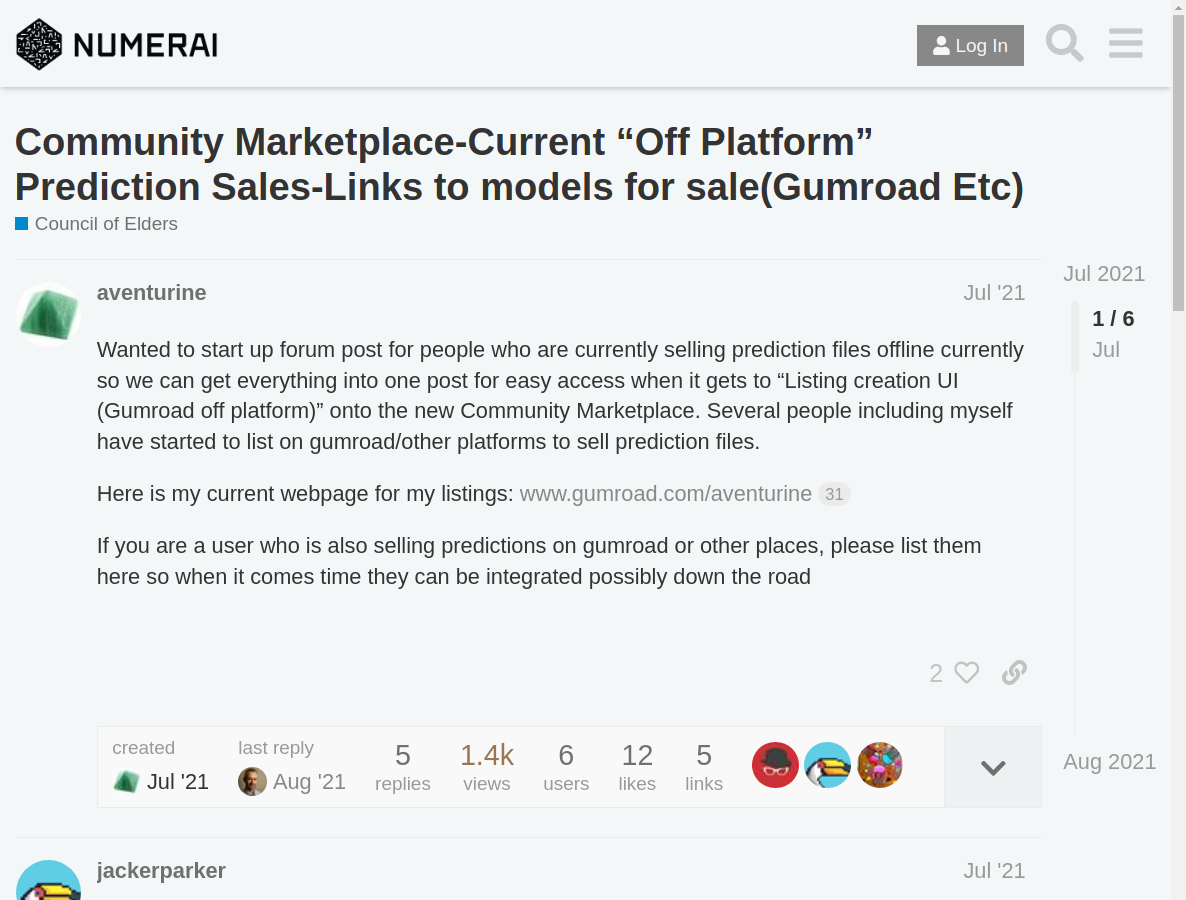 NUMERAI
Log In
Community Marketplace-Current “Off Platform”
Prediction Sales-Links to models for sale(Gumroad Etc)
Council of Elders
Jul 2021
1 / 6
Jul
aventurine
Jul '21
Wanted to start up forum post for people who are currently selling prediction files offline currently
so we can get everything into one post for easy access when it gets to “Listing creation UI
(Gumroad off platform)” onto the new Community Marketplace. Several people including myself
have started to list on gumroad/other platforms to sell prediction files.
Here is my current webpage for my listings: www.gumroad.com/aventurine 31
If you are a user who is also selling predictions on gumroad or other places, please list them
here so when it comes time they can be integrated possibly down the road
2
created
Jul '21
last reply
Aug '21
5
replies
1.4k
views
6
users
12
likes
5
links
Aug 2021
jackerparker
Jul '21